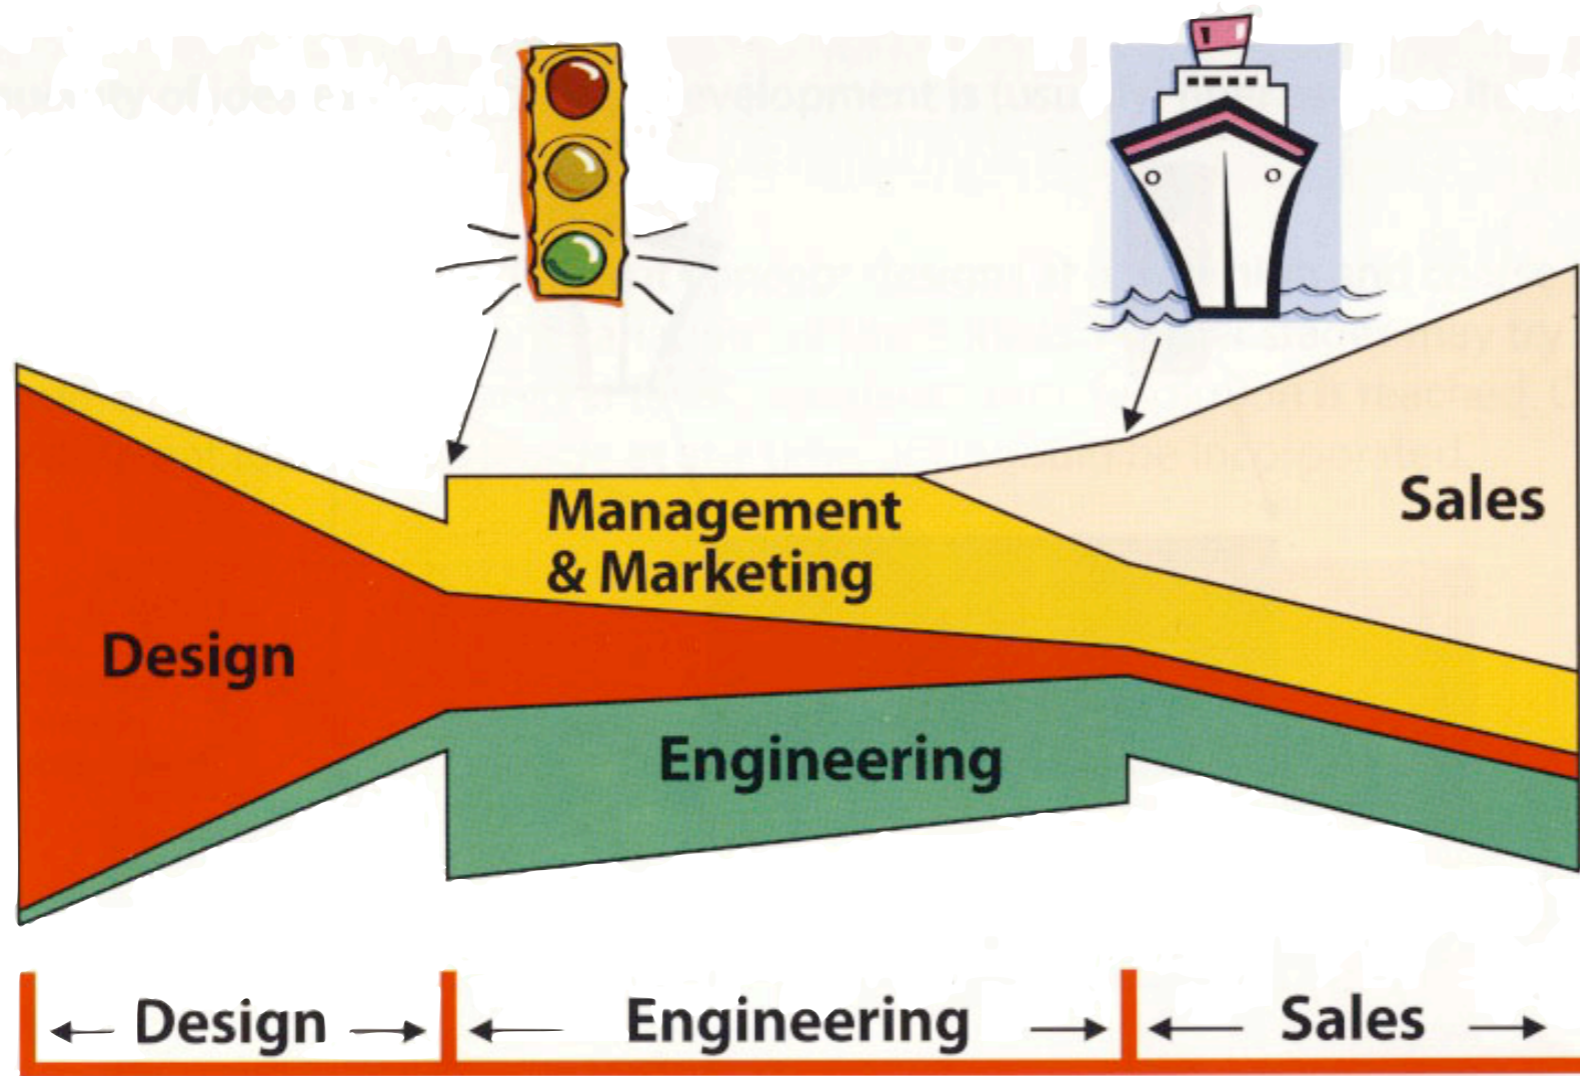 Management
& Marketing
Sales
Design
Engineering
Design
Engineering
Sales